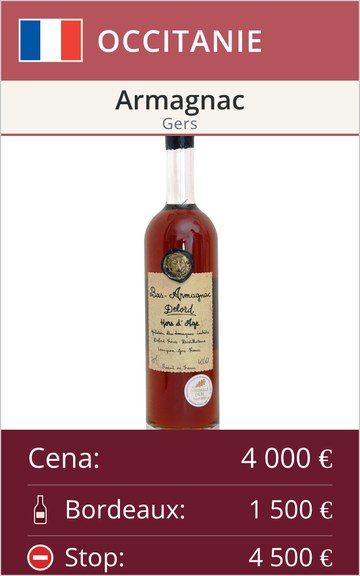 OCCITANIE
Armagnac
Gers
Bas-Armagnac
Delord
Hors d'Age
Cena: 4 000 €
Bordeaux: 1 500 €
Stop: 4 500 €